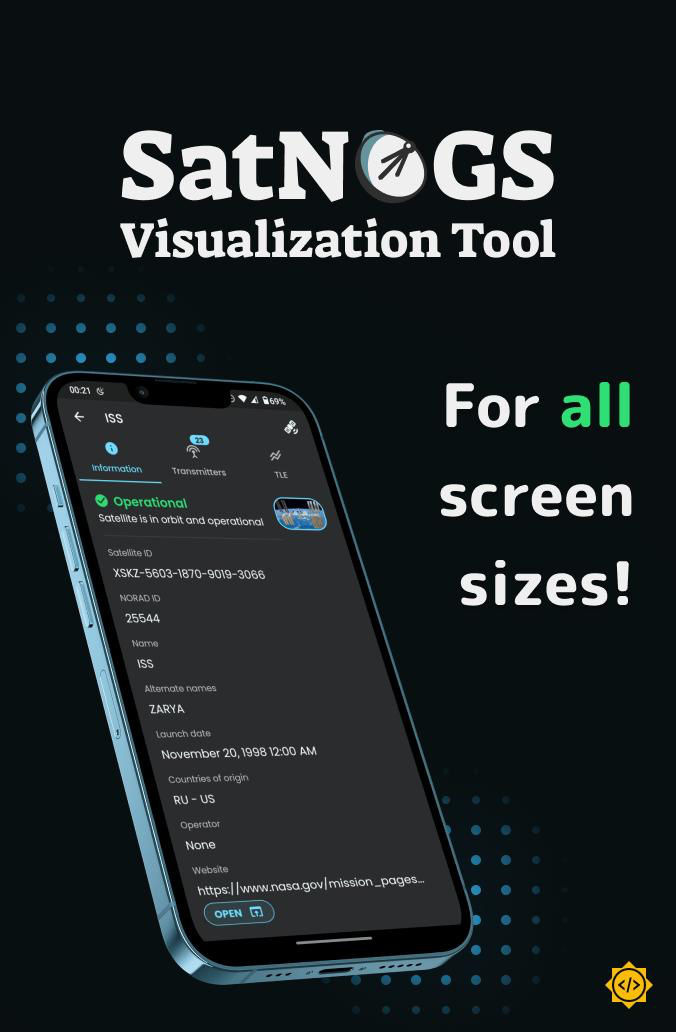 SatNOGS
Visualization Tool
For all
screen
sizes!
00:21
69%
ISS
Information
23
Transmitters
TLE
Operational
Satellite is in orbit and operational
Satellite ID
XSKZ-5603-1870-9019-3066
NORAD ID
25544
Name
ISS
Alternate names
ZARYA
Launch date
November 20, 1998 12:00 AM
Countries of origin
RU - US
Operator
None
Website
https://www.nasa.gov/mission_pages...
OPEN